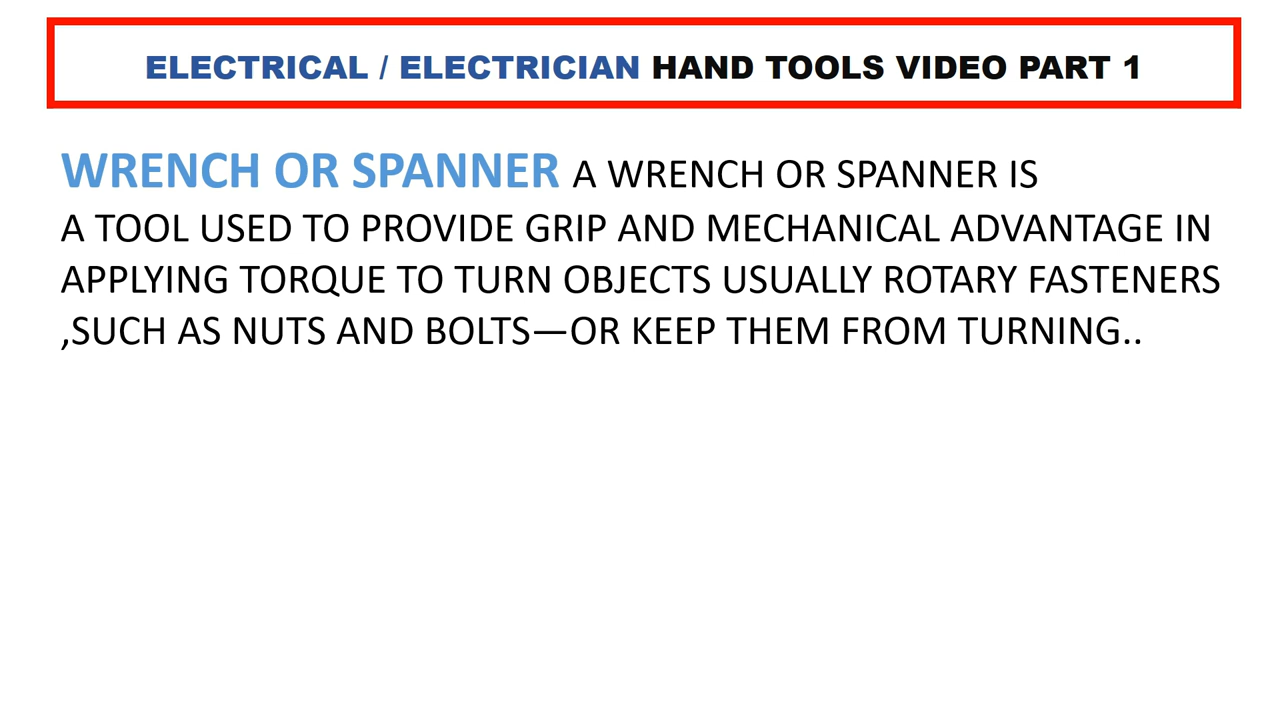 ELECTRICAL / ELECTRICIAN HAND TOOLS VIDEO PART 1
WRENCH OR SPANNER A WRENCH OR SPANNER IS
A TOOL USED TO PROVIDE GRIP AND MECHANICAL ADVANTAGE IN
APPLYING TORQUE TO TURN OBJECTS USUALLY ROTARY FASTENERS
,SUCH AS NUTS AND BOLTS—OR KEEP THEM FROM TURNING..